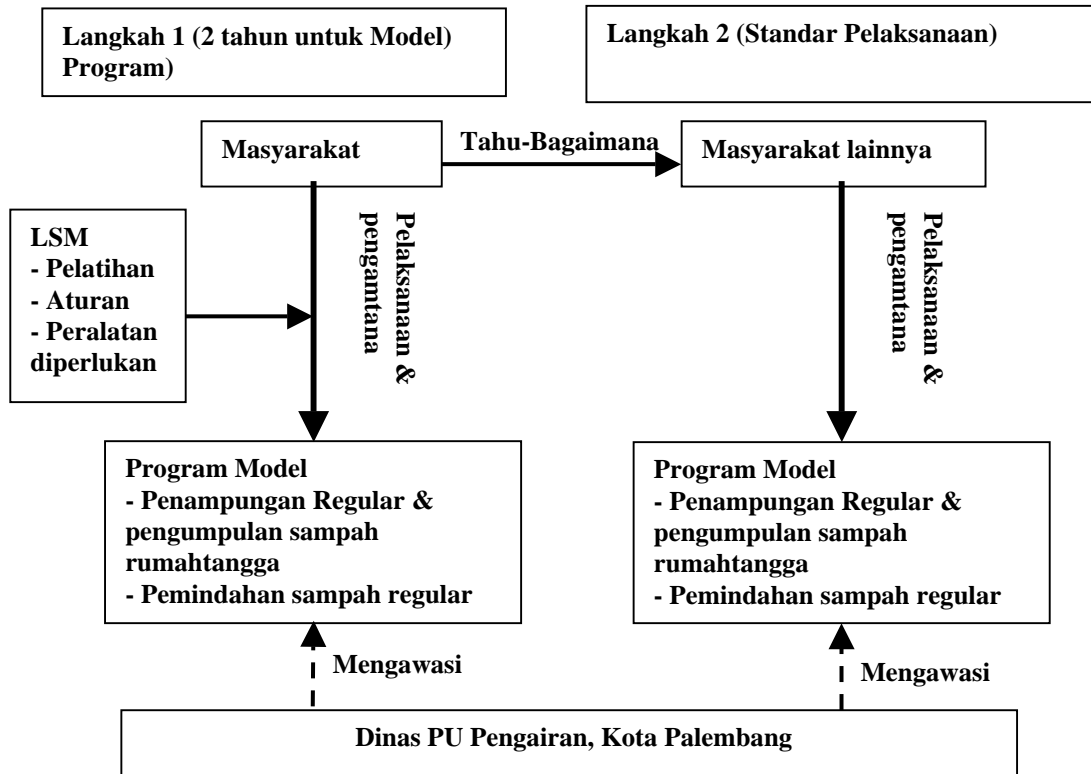 Langkah 1 (2 tahun untuk Model)
Program)
Langkah 2 (Standar Pelaksanaan)
Masyarakat
Tahu-Bagaimana
Masyarakat lainnya
LSM
- Pelatihan
- Aturan
- Peralatan
diperlukan
Pelaksanaan &
pengamtana
Pelaksanaan &
pengamtana
Program Model
- Penampungan Regular &
pengumpulan sampah
rumahtangga
- Pemindahan sampah regular
Program Model
- Penampungan Regular &
pengumpulan sampah
rumahtangga
- Pemindahan sampah regular
Mengawasi
Mengawasi
Dinas PU Pengairan, Kota Palembang